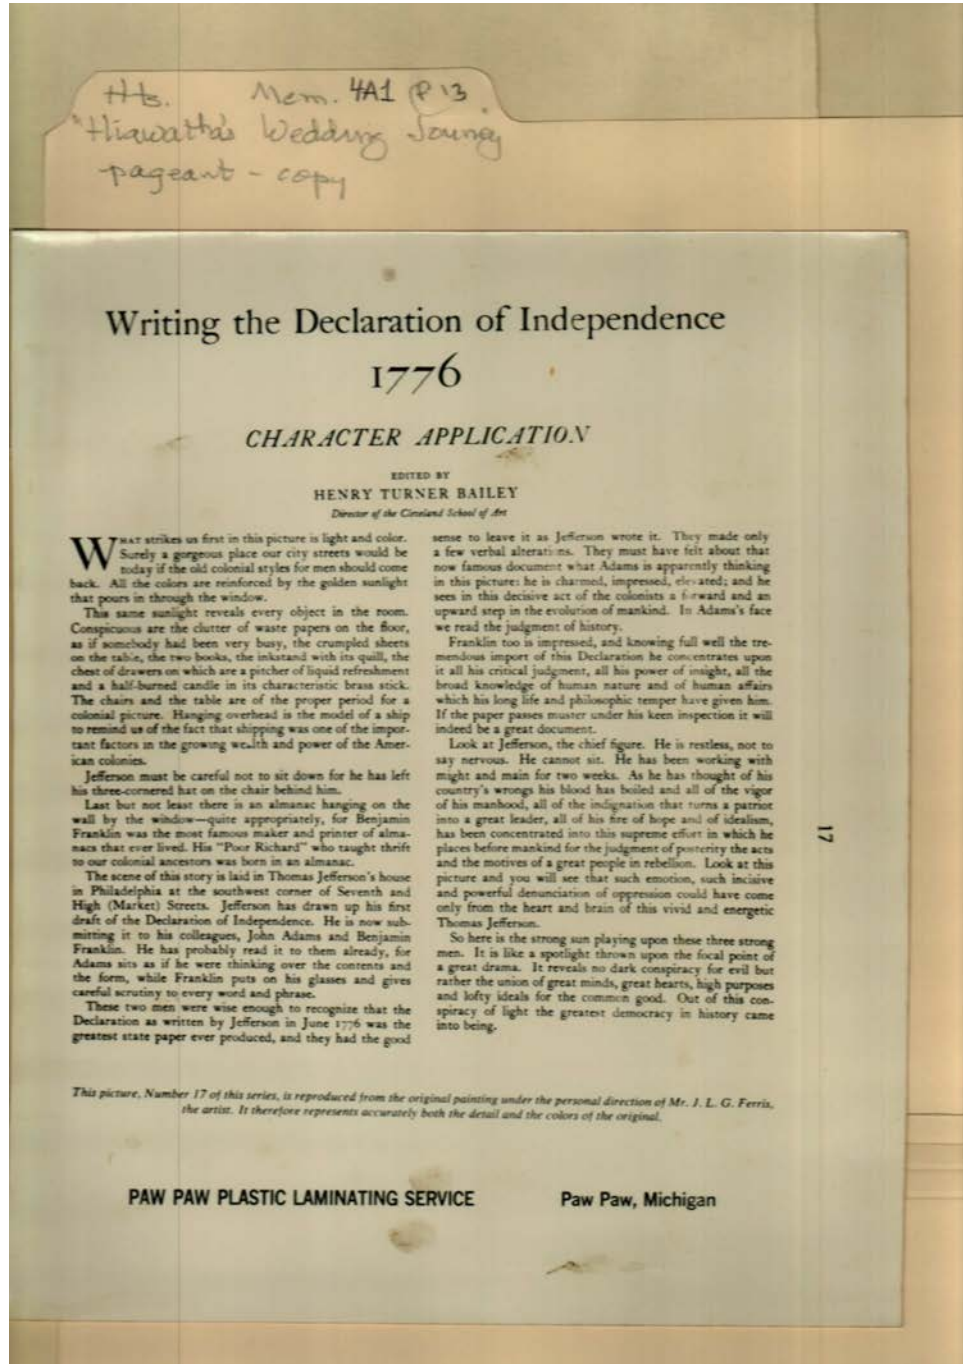 Hs. Mem. 4A1 P 13
"Hiawatha's Wedding Journey
-pageant - copy
Writing the Declaration of Independence
1776
CHARACTER APPLICATION
EDITED BY
HENRY TURNER BAILEY
Director of the Cleveland School of Art
WHAT strikes us first in this picture is light and color.
Surely a gorgeous place our city streets would be
today if the old colonial styles for men should come
back. All the colors are reinforced by the golden sunlight
that pours in through the window.
This same sunlight reveals every object in the room.
Conspicuous are the clutter of waste papers on the floor,
as if somebody had been very busy, the crumpled sheets
on the table, the two books, the inkstand with its quill, the
chest of drawers on which are a pitcher of liquid refreshment
and a half-burned candle in its characteristic brass stick.
The chairs and the table are of the proper period for a
colonial picture. Hanging overhead is the model of a ship
to remind us of the fact that shipping was one of the impor-
tant factors in the growing wealth and power of the Amer-
ican colonies.
Jefferson must be careful not to sit down for he has left
his three-cornered hat on the chair behind him.
Last but not least there is an almanac hanging on the
wall by the window—quite appropriately, for Benjamin
Franklin was the most famous maker and printer of alma-
nacs that ever lived. His "Poor Richard" who taught thrift
to our colonial ancestors was born in an almanac.
The scene of this story is laid in Thomas Jefferson's house
in Philadelphia at the southwest corner of Seventh and
High (Market) Streets. Jefferson has drawn up his first
draft of the Declaration of Independence. He is now sub-
mitting it to his colleagues, John Adams and Benjamin
Franklin. He has probably read it to them already, for
Adams sits as if he were thinking over the contents and
the form, while Franklin puts on his glasses and gives
careful scrutiny to every word and phrase.
These two men were wise enough to recognize that the
Declaration as written by Jefferson in June 1776 was the
greatest state paper ever produced, and they had the good
sense to leave it as Jefferson wrote it. They made only
a few verbal alterations. They must have felt about that
now famous document what Adams is apparently thinking
in this picture: he is charmed, impressed, elevated; and he
sees in this decisive act of the colonists a forward and an
upward step in the evolution of mankind. In Adams's face
we read the judgment of history.
Franklin too is impressed, and knowing full well the tre-
mendous import of this Declaration he concentrates upon
it all his critical judgment, all his power of insight, all the
broad knowledge of human nature and of human affairs
which his long life and philosophic temper have given him.
If the paper passes muster under his keen inspection it will
indeed be a great document.
Look at Jefferson, the chief figure. He is restless, not to
say nervous. He cannot sit. He has been working with
might and main for two weeks. As he has thought of his
country's wrongs his blood has boiled and all of the vigor
of his manhood, all of the indignation that turns a patriot
into a great leader, all of his fire of hope and of idealism,
has been concentrated into this supreme effort in which he
places before mankind for the judgment of posterity the acts
and the motives of a great people in rebellion. Look at this
picture and you will see that such emotion, such incisive
and powerful denunciation of oppression could have come
only from the heart and brain of this vivid and energetic
Thomas Jefferson.
So here is the strong sun playing upon these three strong
men. It is like a spotlight thrown upon the focal point of
a great drama. It reveals no dark conspiracy for evil but
rather the union of great minds, great hearts, high purposes
and lofty ideals for the common good. Out of this con-
spiracy of light the greatest democracy in history came
into being.
17
This picture, Number 17 of this series, is reproduced from the original painting under the personal direction of Mr. J. L. G. Ferris,
the artist. It therefore represents accurately both the detail and the colors of the original.
PAW PAW PLASTIC LAMINATING SERVICE Paw Paw, Michigan